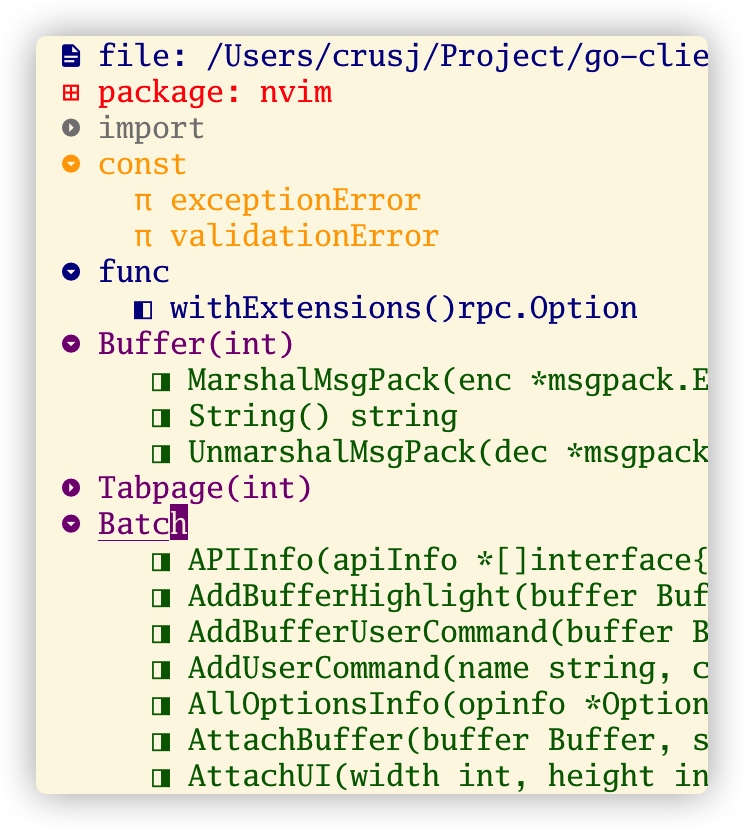 file: /Users/crusj/Project/go-clie
package: nvim
import
const
π exceptionError
π validationError
func
withExtensions()rpc.Option
Buffer(int)
MarshalMsgPack(enc *msgpack.E
String() string
UnmarshalMsgPack(dec *msgpack
Tabpage(int)
Batch
APIInfo(apiInfo *[]interface{
AddBufferHighlight(buffer Buf
AddBufferUserCommand(buffer B
AddUserCommand(name string, c
AllOptionsInfo(opinfo *Option
AttachBuffer(buffer Buffer, s
AttachUI(width int, height in